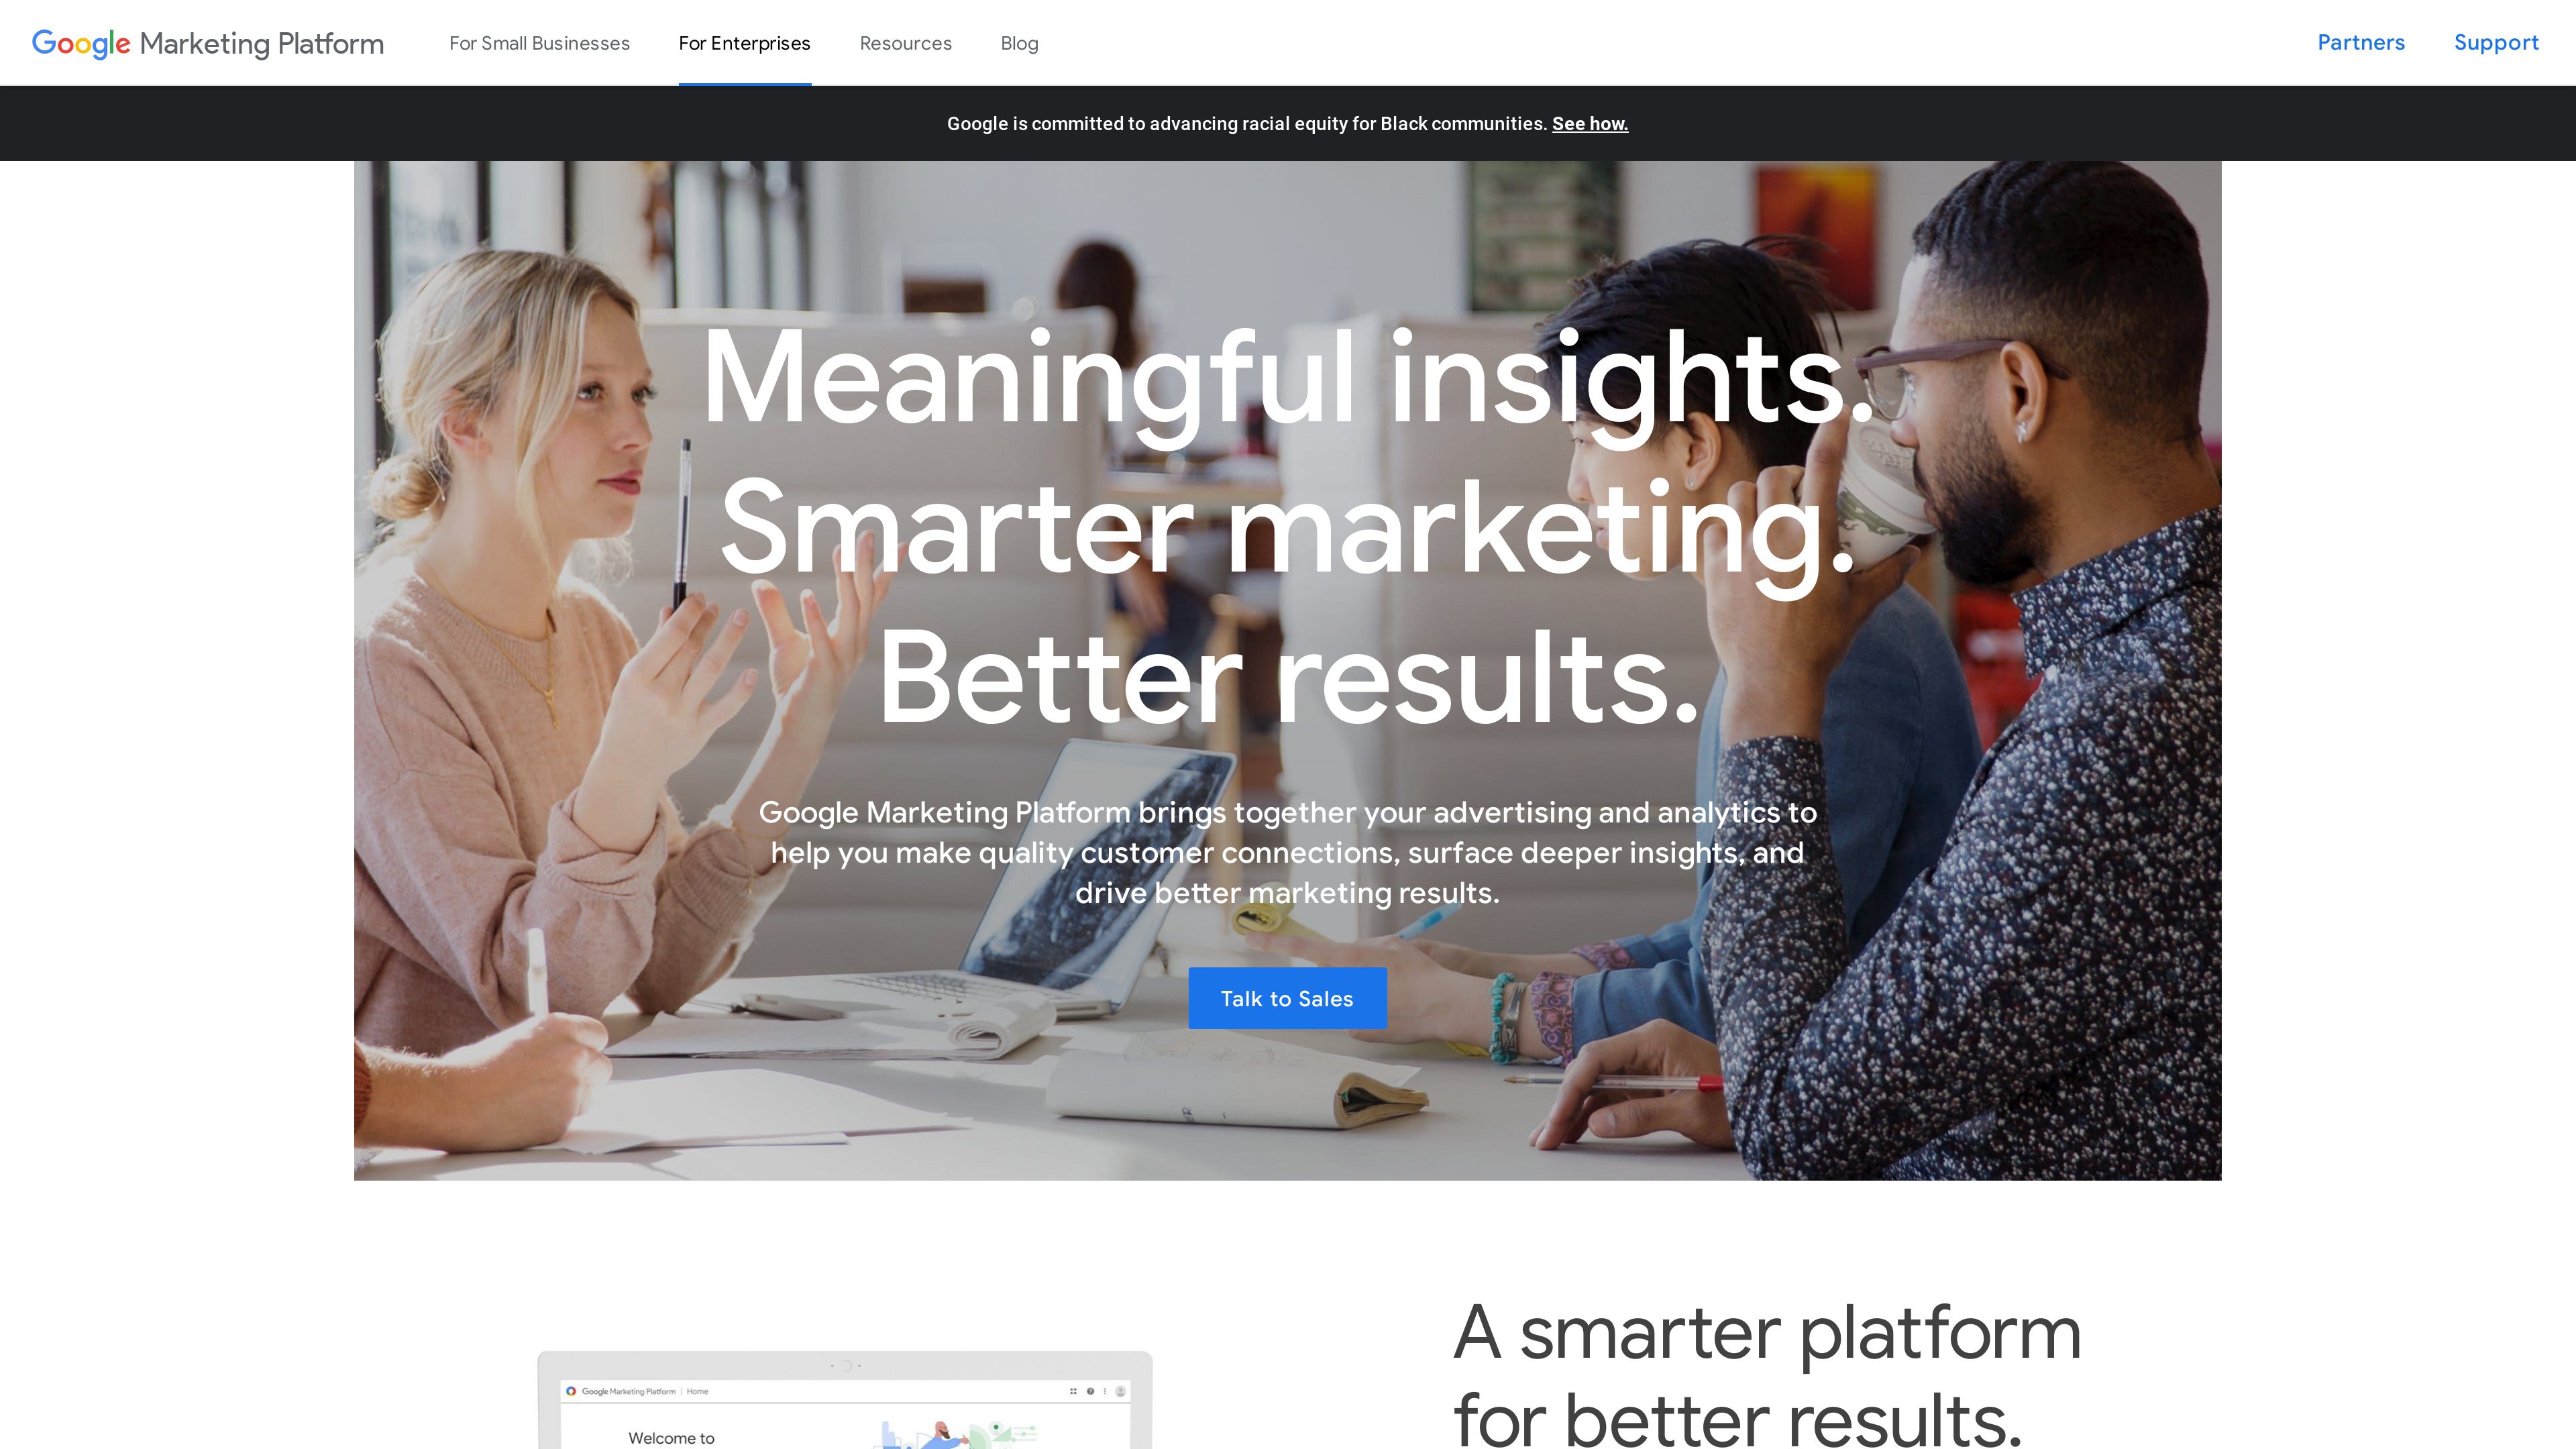 Google Marketing Platform
For Small Businesses
For Enterprises
Resources
Blog
Partners
Support
Google is committed to advancing racial equity for Black communities. See how.
Meaningful insights.
Smarter marketing.
Better results.
Google Marketing Platform brings together your advertising and analytics to
help you make quality customer connections, surface deeper insights, and
drive better marketing results.
Talk to Sales
A smarter platform
for better results.
Google Marketing Platform
Home
Welcome to